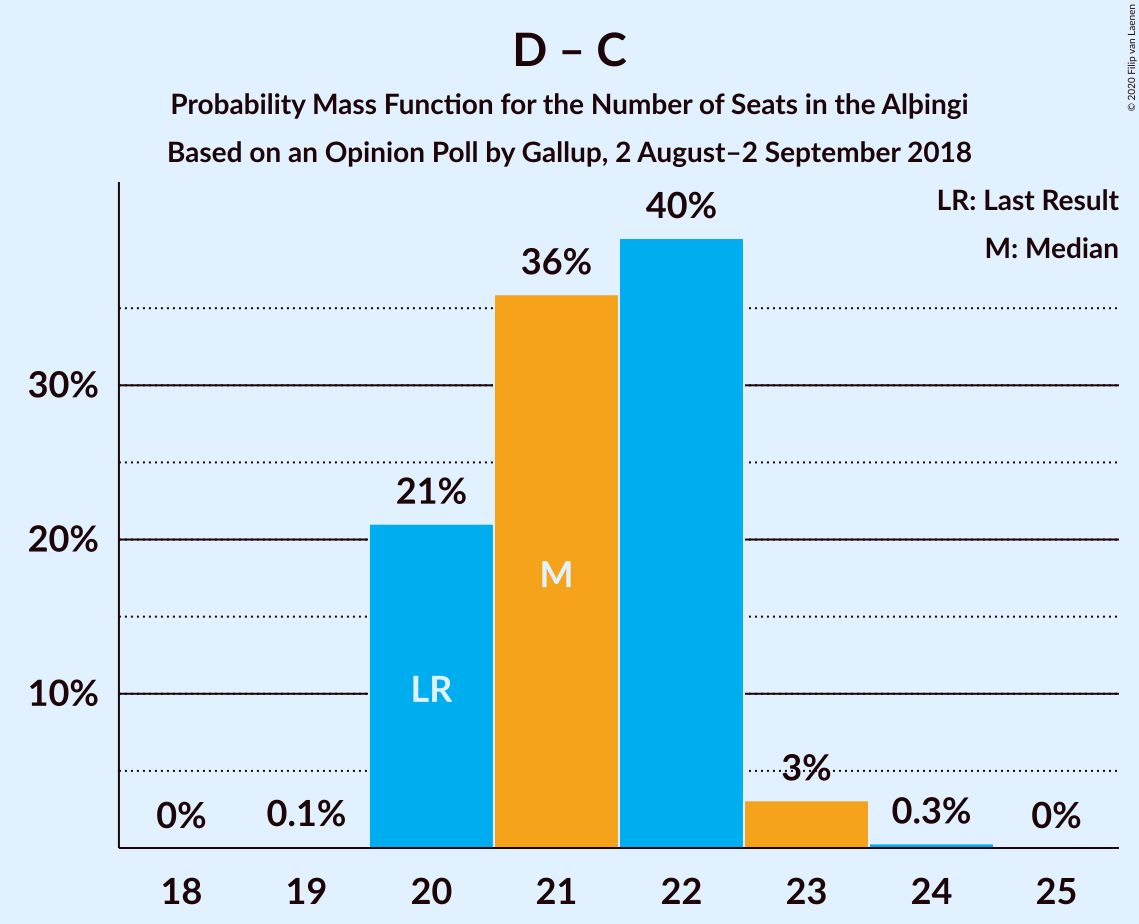 D – C
Probability Mass Function for the Number of Seats in the Alþingi
Based on an Opinion Poll by Gallup, 2 August–2 September 2018
© 2020 Filip van Laenen
LR: Last Result
M: Median
40%
36%
30%
21%
20%
M
LR
10%
3%
0%
0.1%
0.3%
0%
18 19 20 21 22 23 24 25